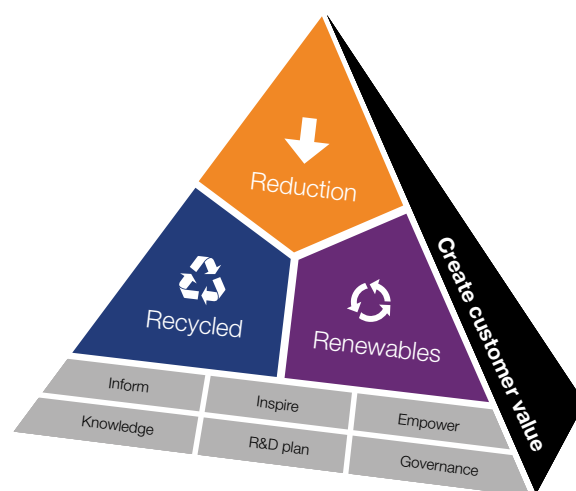 Reduction
Recycled
Renewables
Create customer value
Inform
Inspire
Empower
Knowledge
R&D plan
Governance